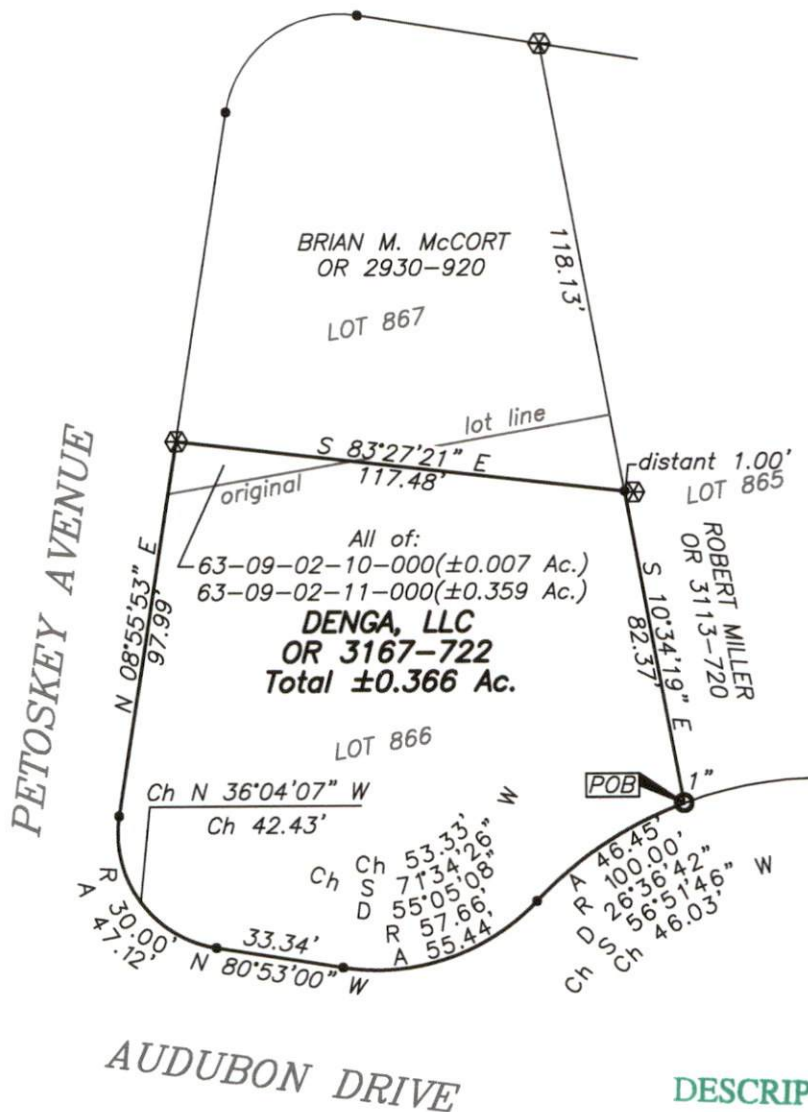 BRIAN M. McCORT
OR 2930-920
LOT 867
118.13'
lot line
original
S 83°27'21" E
117.48'
distant 1.00'
LOT 865
ROBERT MILLER
OR 3113-720
S 10°34'19" E
82.37'
PETOSKEY AVENUE
N 08°55'53" E
97.99'
All of:
63-09-02-10-000(±0.007 Ac.)
63-09-02-11-000(±0.359 Ac.)
DENGA, LLC
OR 3167-722
Total ±0.366 Ac.
LOT 866
POB
1"
Ch N 36°04'07" W
Ch 42.43'
R 30.00'
A 47.12'
33.34'
N 80°53'00" W
Ch 53.33'
Ch S 71°34'26" W
D 55°05'08"
R 57.66'
A 55.44'
A 46.45'
R 100.00'
D 26°36'42"
Ch S 56°51'46" W
Ch 46.03'
AUDUBON DRIVE
DESCRIP